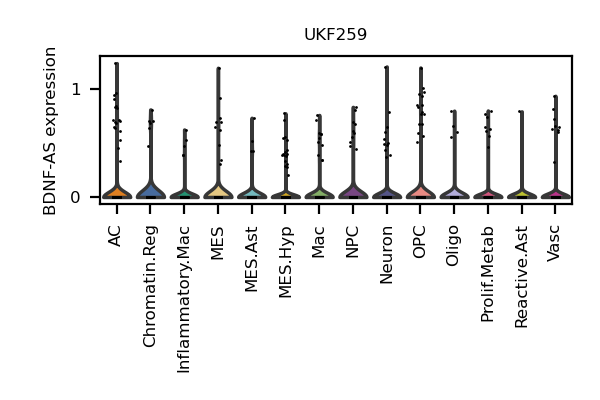 UKF259
BDNF-AS expression
1
0
AC
Chromatin.Reg
Inflammatory.Mac
MES
MES.Ast
MES.Hyp
Mac
NPC
Neuron
OPC
Oligo
Prolif.Metab
Reactive.Ast
Vasc